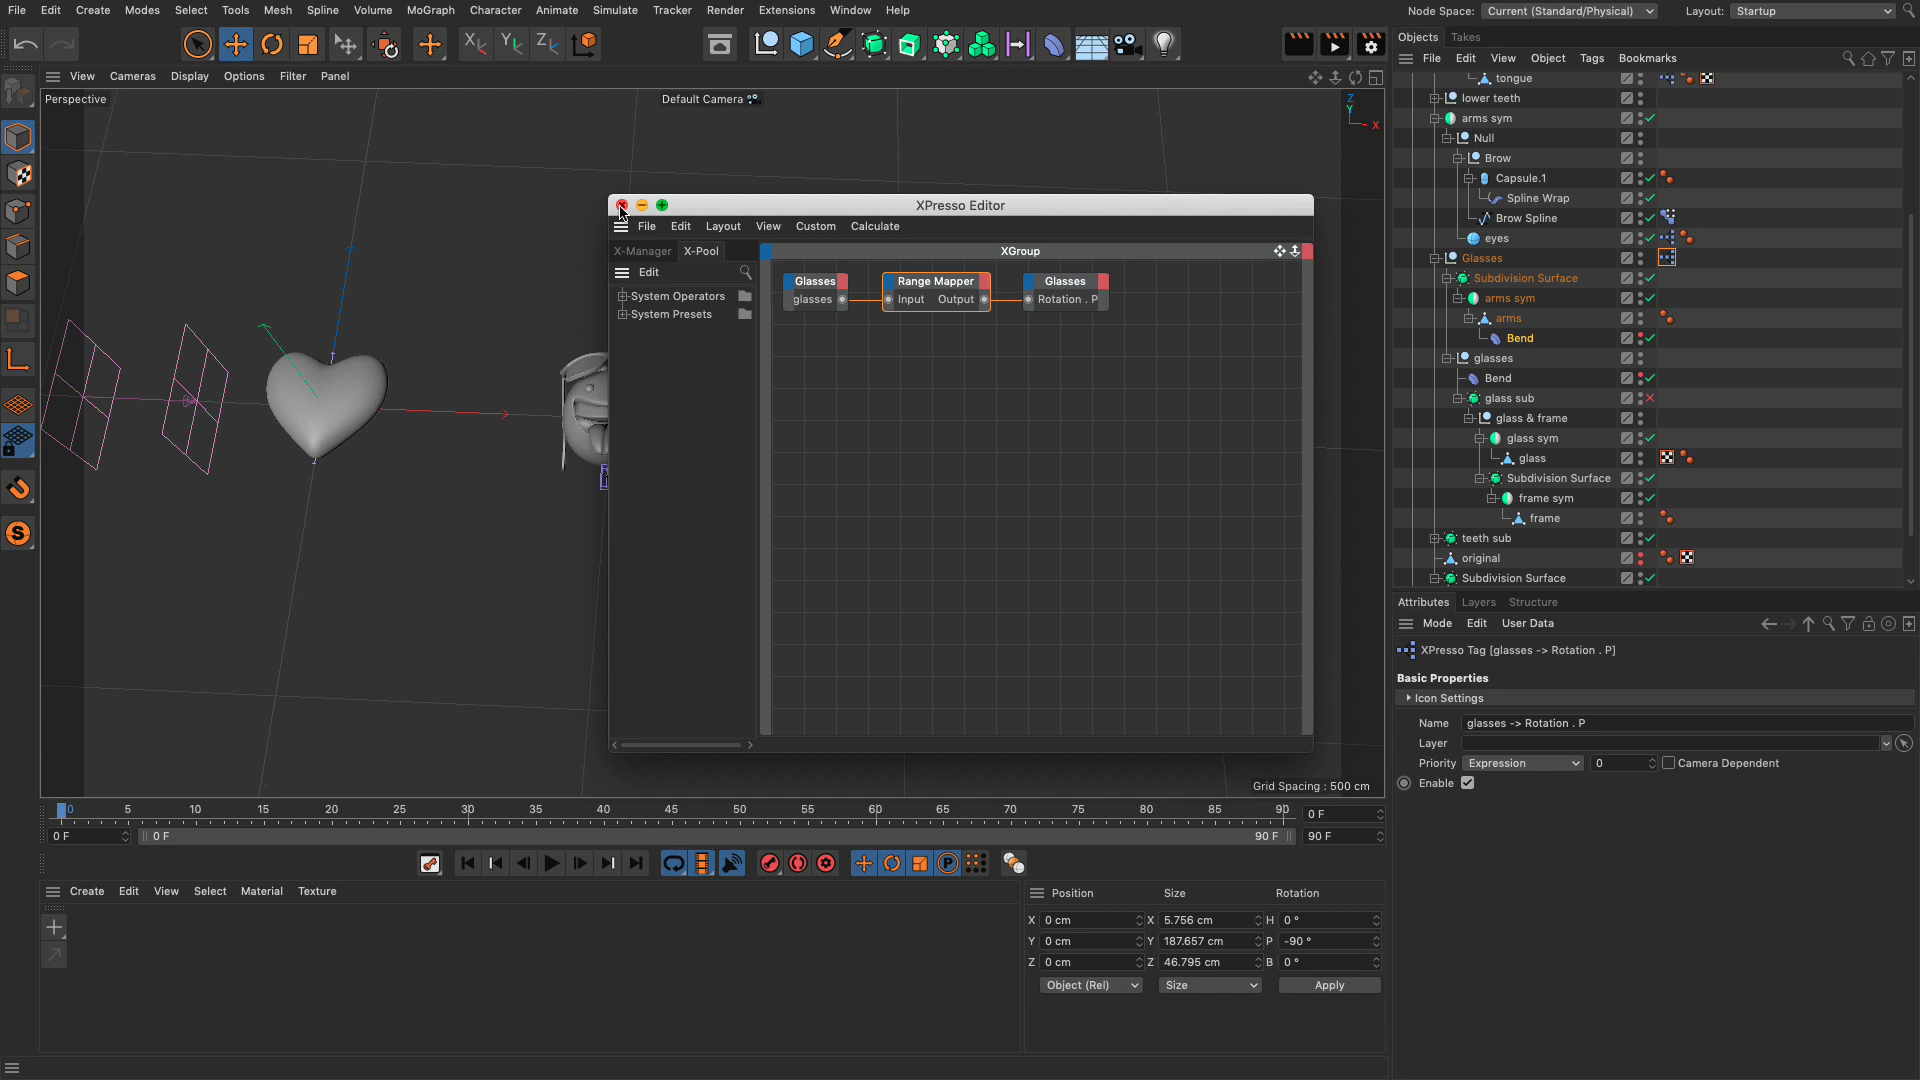 File Edit Create Modes Select Tools Mesh Spline Volume MoGraph Character Animate Simulate Tracker Render Extensions Window Help
Node Space: Current (Standard/Physical) Layout: Startup
Objects Takes
File Edit View Object Tags Bookmarks
View Cameras Display Options Filter Panel
Perspective
Default Camera
Z
Y
X
tongue
lower teeth
arms sym
Null
Brow
Capsule.1
Spline Wrap
Brow Spline
eyes
Glasses
Subdivision Surface
arms sym
arms
Bend
glasses
Bend
glass sub
glass & frame
glass sym
glass
Subdivision Surface
frame sym
frame
teeth sub
original
Subdivision Surface
XPresso Editor
File Edit Layout View Custom Calculate
X-Manager X-Pool
XGroup
Edit
System Operators
System Presets
Glasses
glasses
Range Mapper
Input Output
Glasses
Rotation . P
Grid Spacing : 500 cm
Attributes Layers Structure
Mode Edit User Data
XPresso Tag [glasses -> Rotation . P]
Basic Properties
Icon Settings
Name glasses -> Rotation . P
Layer
Priority Expression 0 Camera Dependent
Enable
0 5 10 15 20 25 30 35 40 45 50 55 60 65 70 75 80 85 90
0 F
0 F 0 F 90 F 90 F
Create Edit View Select Material Texture
Position Size Rotation
X 0 cm X 5.756 cm H 0 °
Y 0 cm Y 187.657 cm P -90 °
Z 0 cm Z 46.795 cm B 0 °
Object (Rel) Size Apply